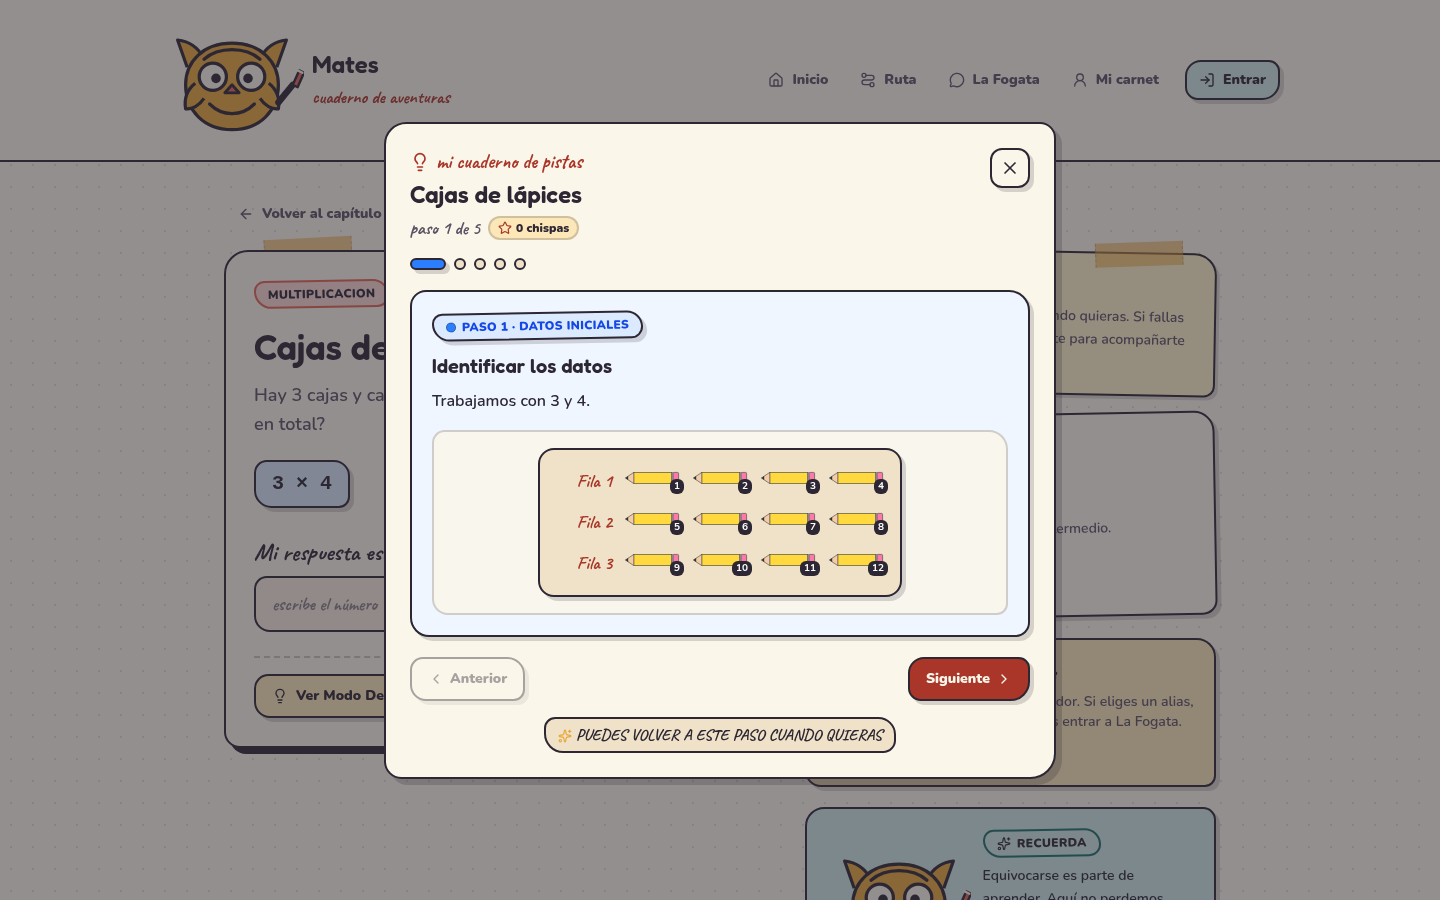 Mates
cuaderno de aventuras
Inicio
Ruta
La Fogata
Mi carnet
Entrar
Volver al capítulo
MULTIPLICACION
Cajas de
Hay 3 cajas y ca
en total?
3 × 4
Mi respuesta es
escribe el número
Ver Modo De
mi cuaderno de pistas
Cajas de lápices
paso 1 de 5
0 chispas
PASO 1 · DATOS INICIALES
Identificar los datos
Trabajamos con 3 y 4.
Fila 1 1 2 3 4
Fila 2 5 6 7 8
Fila 3 9 10 11 12
Anterior
Siguiente
PUEDES VOLVER A ESTE PASO CUANDO QUIERAS
ndo quieras. Si fallas
te para acompañarte
ermedio.
dor. Si eliges un alias,
entrar a La Fogata.
RECUERDA
Equivocarse es parte de
aprender. Aquí no perdemos